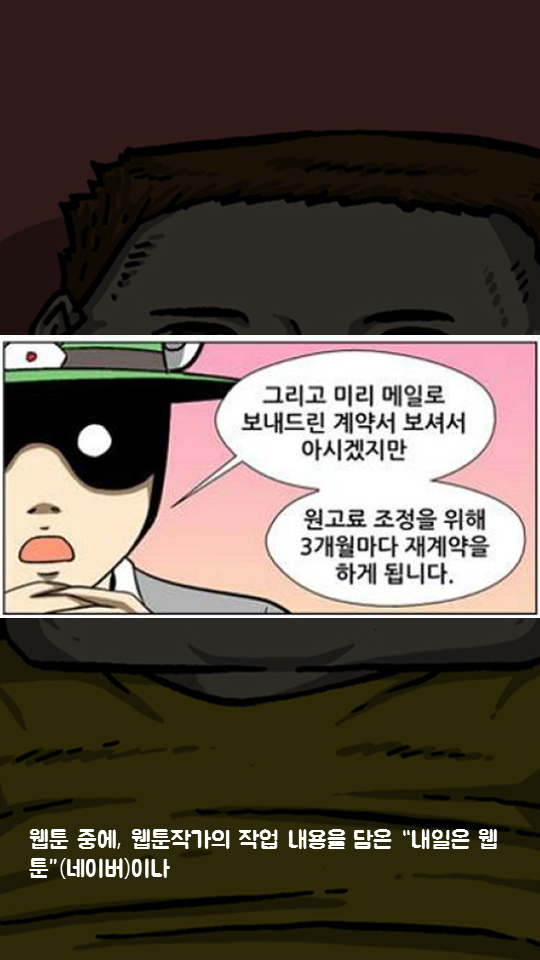 그리고 미리 메일로
보내드린 계약서 보셔서
아시겠지만
원고료 조정을 위해
3개월마다 재계약을
하게 됩니다.
웹툰 중에, 웹툰작가의 작업 내용을 담은 “내일은 웹
툰”(네이버)이나